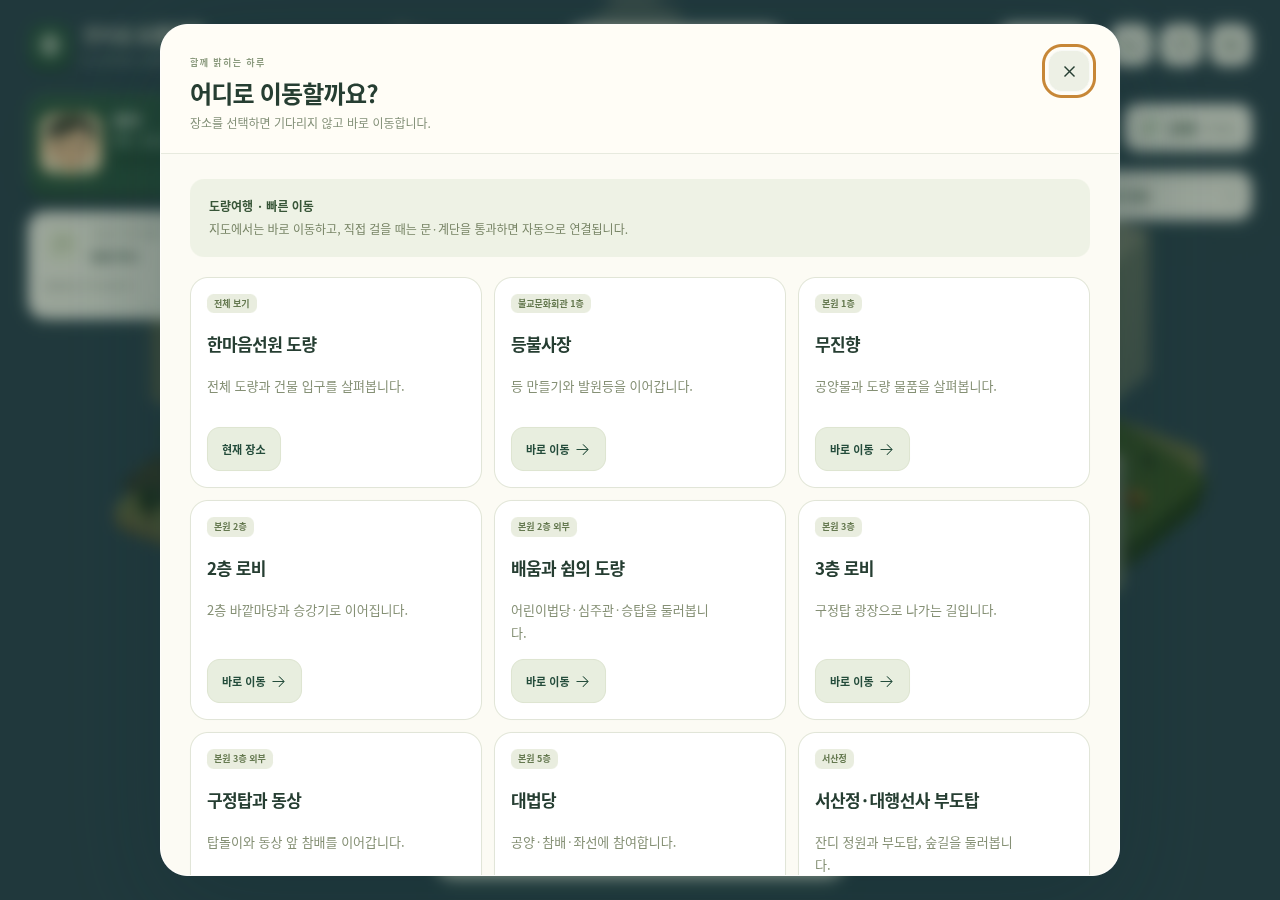 함께 밝히는 하루
어디로 이동할까요?
장소를 선택하면 기다리지 않고 바로 이동합니다.
도량여행 · 빠른 이동
지도에서는 바로 이동하고, 직접 걸을 때는 문·계단을 통과하면 자동으로 연결됩니다.
전체 보기
한마음선원 도량
전체 도량과 건물 입구를 살펴봅니다.
현재 장소
불교문화회관 1층
등불사장
등 만들기와 발원등을 이어갑니다.
바로 이동 →
본원 1층
무진향
공양물과 도량 물품을 살펴봅니다.
바로 이동 →
본원 2층
2층 로비
2층 바깥마당과 승강기로 이어집니다.
바로 이동 →
본원 2층 외부
배움과 쉼의 도량
어린이법당·심주관·승탑을 둘러봅니
다.
바로 이동 →
본원 3층
3층 로비
구정탑 광장으로 나가는 길입니다.
바로 이동 →
본원 3층 외부
구정탑과 동상
탑돌이와 동상 앞 참배를 이어갑니다.
본원 5층
대법당
공양·참배·좌선에 참여합니다.
서산정
서산정·대행선사 부도탑
잔디 정원과 부도탑, 숲길을 둘러봅니
다.